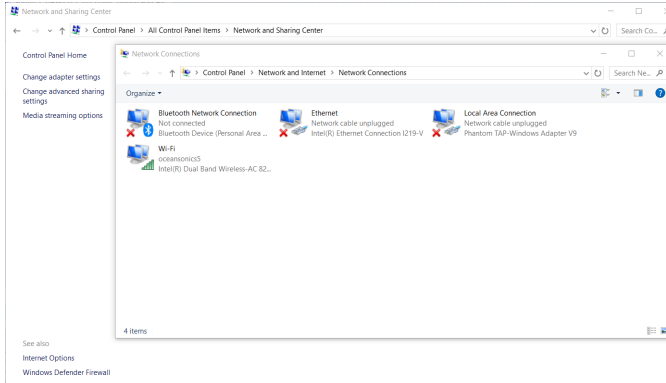 Network and Sharing Center
Control Panel > All Control Panel Items > Network and Sharing Center
Search Co...
Control Panel Home
Change adapter settings
Change advanced sharing
settings
Media streaming options
Network Connections
Control Panel > Network and Internet > Network Connections
Search Ne...
Organize
Bluetooth Network Connection
Not connected
Bluetooth Device (Personal Area ...
Ethernet
Network cable unplugged
Intel(R) Ethernet Connection I219-V
Local Area Connection
Network cable unplugged
Phantom TAP-Windows Adapter V9
Wi-Fi
oceansonics5
Intel(R) Dual Band Wireless-AC 82...
4 items
See also
Internet Options
Windows Defender Firewall